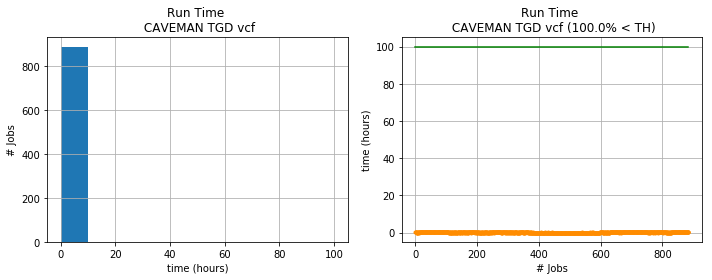 Run Time
CAVEMAN TGD vcf
# Jobs
800
600
400
200
0
0 20 40 60 80 100
time (hours)
Run Time
CAVEMAN TGD vcf (100.0% < TH)
time (hours)
100
80
60
40
20
0
0 200 400 600 800
# Jobs